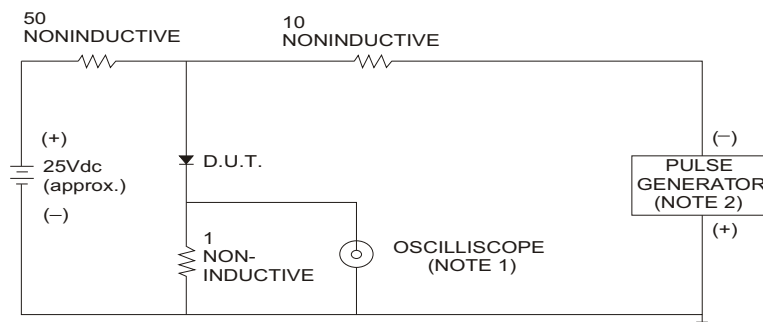 50
NONINDUCTIVE
10
NONINDUCTIVE
(+)
25Vdc
(approx.)
(–)
D.U.T.
1
NON-
INDUCTIVE
OSCILLISCOPE
(NOTE 1)
(–)
PULSE
GENERATOR
(NOTE 2)
(+)